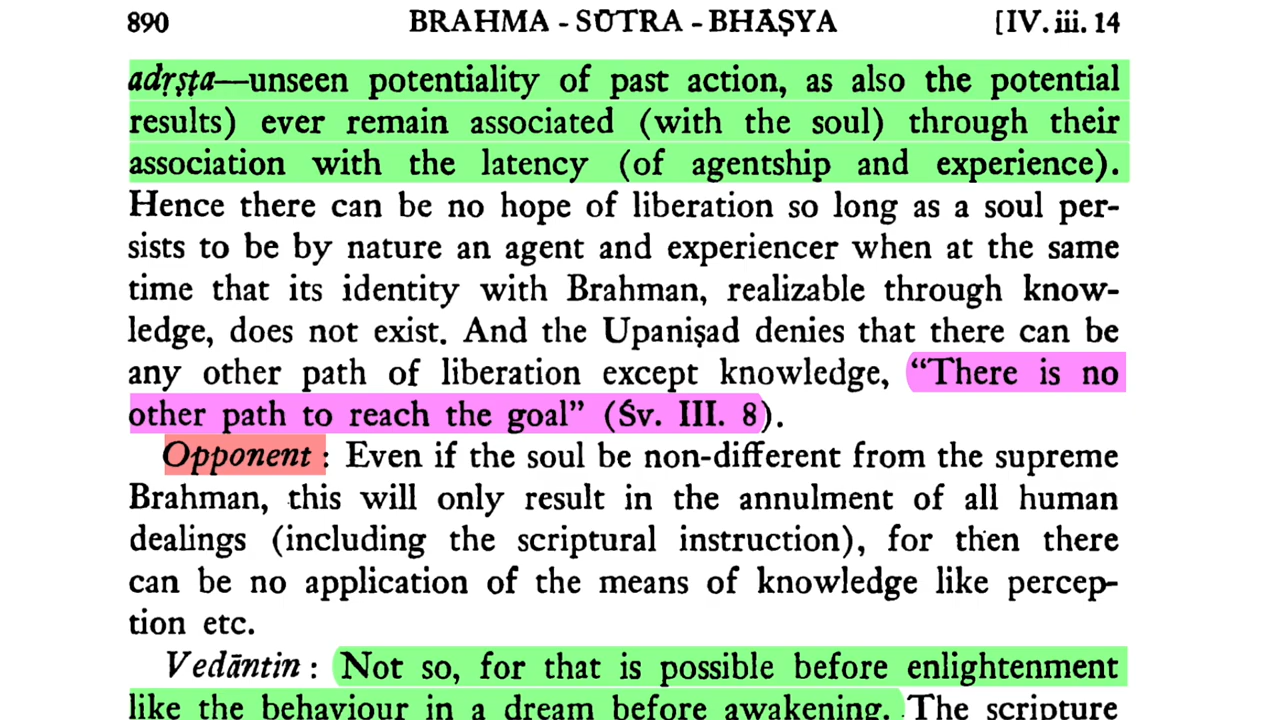 890 BRAHMA - SŪTRA - BHĀṢYA [IV. iii. 14
adṛṣṭa—unseen potentiality of past action, as also the potential
results) ever remain associated (with the soul) through their
association with the latency (of agentship and experience).
Hence there can be no hope of liberation so long as a soul per-
sists to be by nature an agent and experiencer when at the same
time that its identity with Brahman, realizable through know-
ledge, does not exist. And the Upaniṣad denies that there can be
any other path of liberation except knowledge, “There is no
other path to reach the goal” (Śv. III. 8).
Opponent : Even if the soul be non-different from the supreme
Brahman, this will only result in the annulment of all human
dealings (including the scriptural instruction), for then there
can be no application of the means of knowledge like percep-
tion etc.
Vedāntin : Not so, for that is possible before enlightenment
like the behaviour in a dream before awakening. The scripture